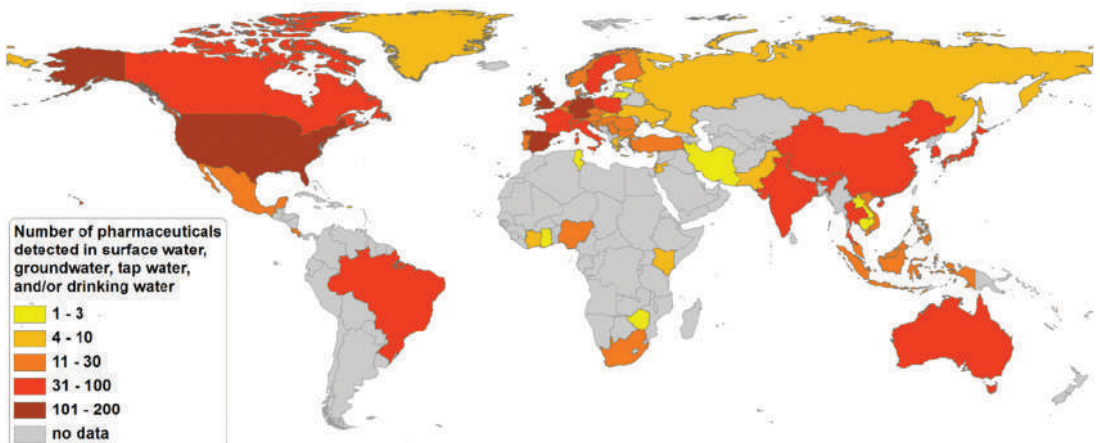 Number of pharmaceuticals
detected in surface water,
groundwater, tap water,
and/or drinking water
1 - 3
4 - 10
11 - 30
31 - 100
101 - 200
no data